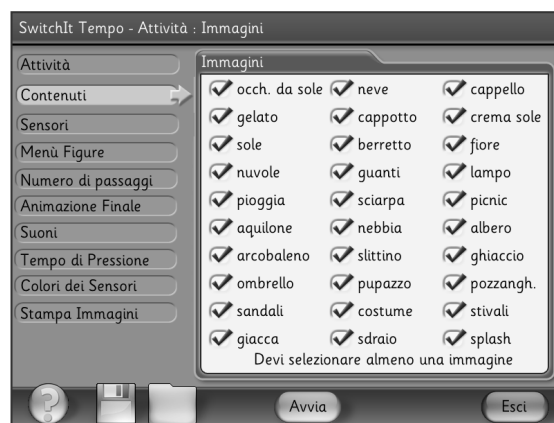 SwitchIt Tempo - Attività : Immagini
Attività
Contenuti
Sensori
Menù Figure
Numero di passaggi
Animazione Finale
Suoni
Tempo di Pressione
Colori dei Sensori
Stampa Immagini
Immagini
occh. da sole neve cappello
gelato cappotto crema sole
sole berretto fiore
nuvole guanti lampo
pioggia sciarpa picnic
aquilone nebbia albero
arcobaleno slittino ghiaccio
ombrello pupazzo pozzangh.
sandali costume stivali
giacca sdraio splash
Devi selezionare almeno una immagine
? Avvia Esci